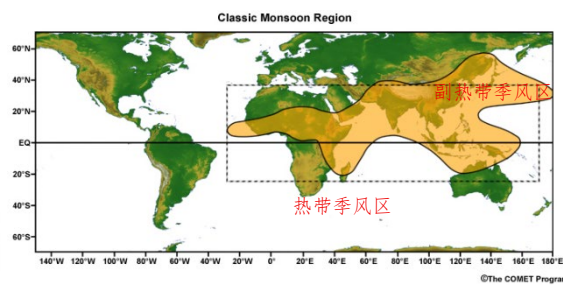 Classic Monsoon Region
60°N
40°N
20°N
EQ
20°S
40°S
60°S
副热带季风区
热带季风区
140°W 120°W 100°W 80°W 60°W 40°W 20°W 0° 20°E 40°E 60°E 80°E 100°E 120°E 140°E 160°E 180°E
©The COMET Program